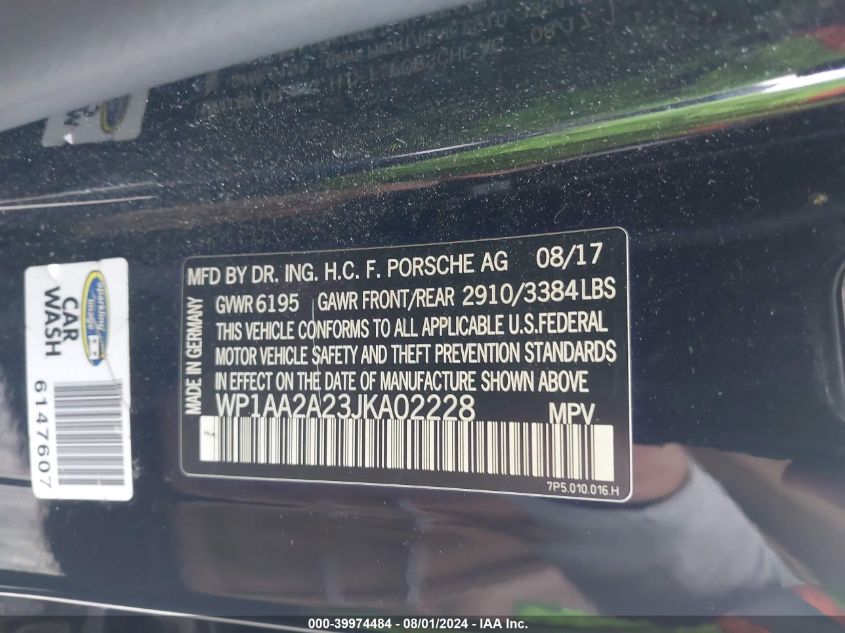 MFD BY DR. ING. H.C. F. PORSCHE AG 08/17
GVWR 6195 GAWR FRONT/REAR 2910/3384 LBS
THIS VEHICLE CONFORMS TO ALL APPLICABLE U.S.FEDERAL
MOTOR VEHICLE SAFETY AND THEFT PREVENTION STANDARDS
IN EFFECT ON THE DATE OF MANUFACTURE SHOWN ABOVE
WP1AA2A23JKA02228 MPV
7P5.010.016.H
MADE IN GERMANY
Sparkling
image
CAR
WASH
6147607
000-39974484 - 08/01/2024 - IAA Inc.